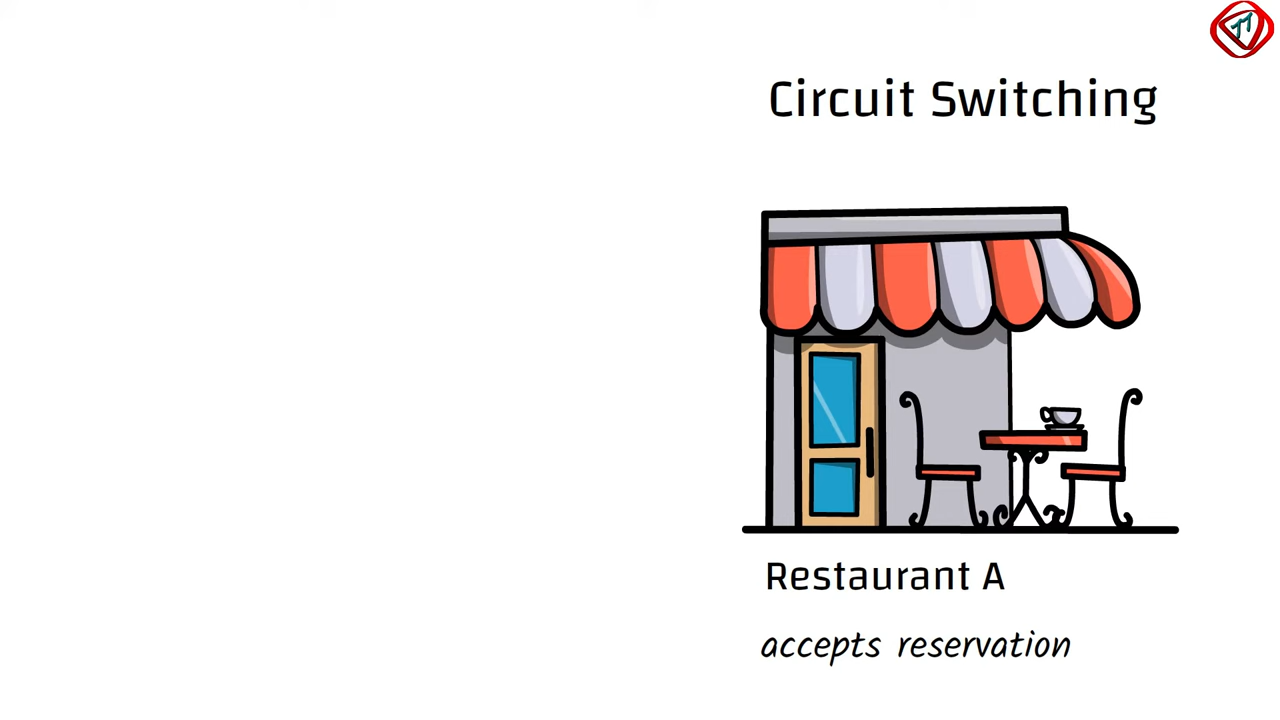 Circuit Switching
Restaurant A
accepts reservation